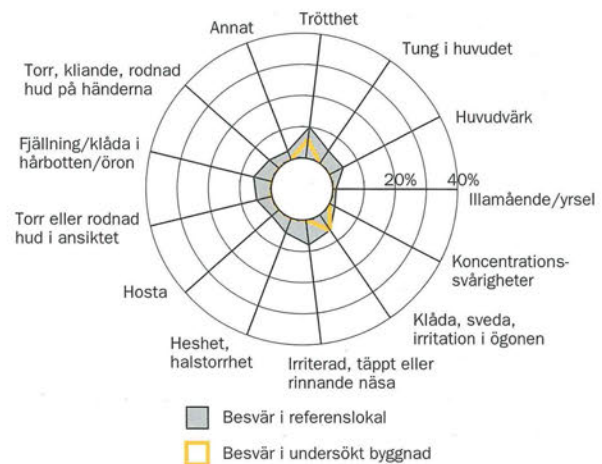 Trötthet
Tung i huvudet
Huvudvärk
20%
40%
Illamående/yrsel
Koncentrations-
svårigheter
Klåda, sveda,
irritation i ögonen
Irriterad, täppt eller
rinnande näsa
Heshet,
halstorrhet
Hosta
Torr eller rodnad
hud i ansiktet
Fjällning/klåda i
hårbotten/öron
Torr, kliande, rodnad
hud på händerna
Annat
Besvär i referenslokal
Besvär i undersökt byggnad